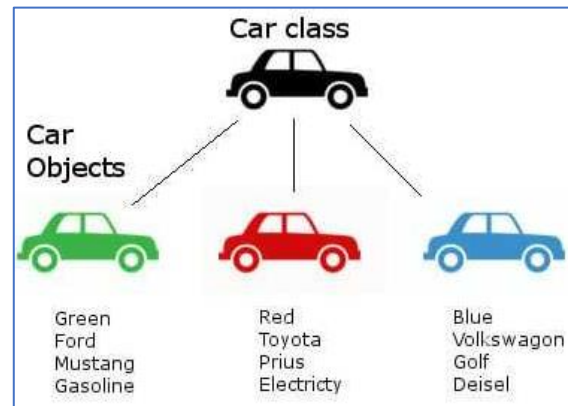 Car class
Car
Objects
Green
Ford
Mustang
Gasoline
Red
Toyota
Prius
Electricty
Blue
Volkswagon
Golf
Deisel